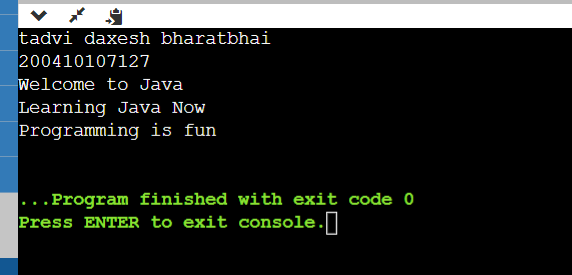 tadvi daxesh bharatbhai
200410107127
Welcome to Java
Learning Java Now
Programming is fun
...Program finished with exit code 0
Press ENTER to exit console.